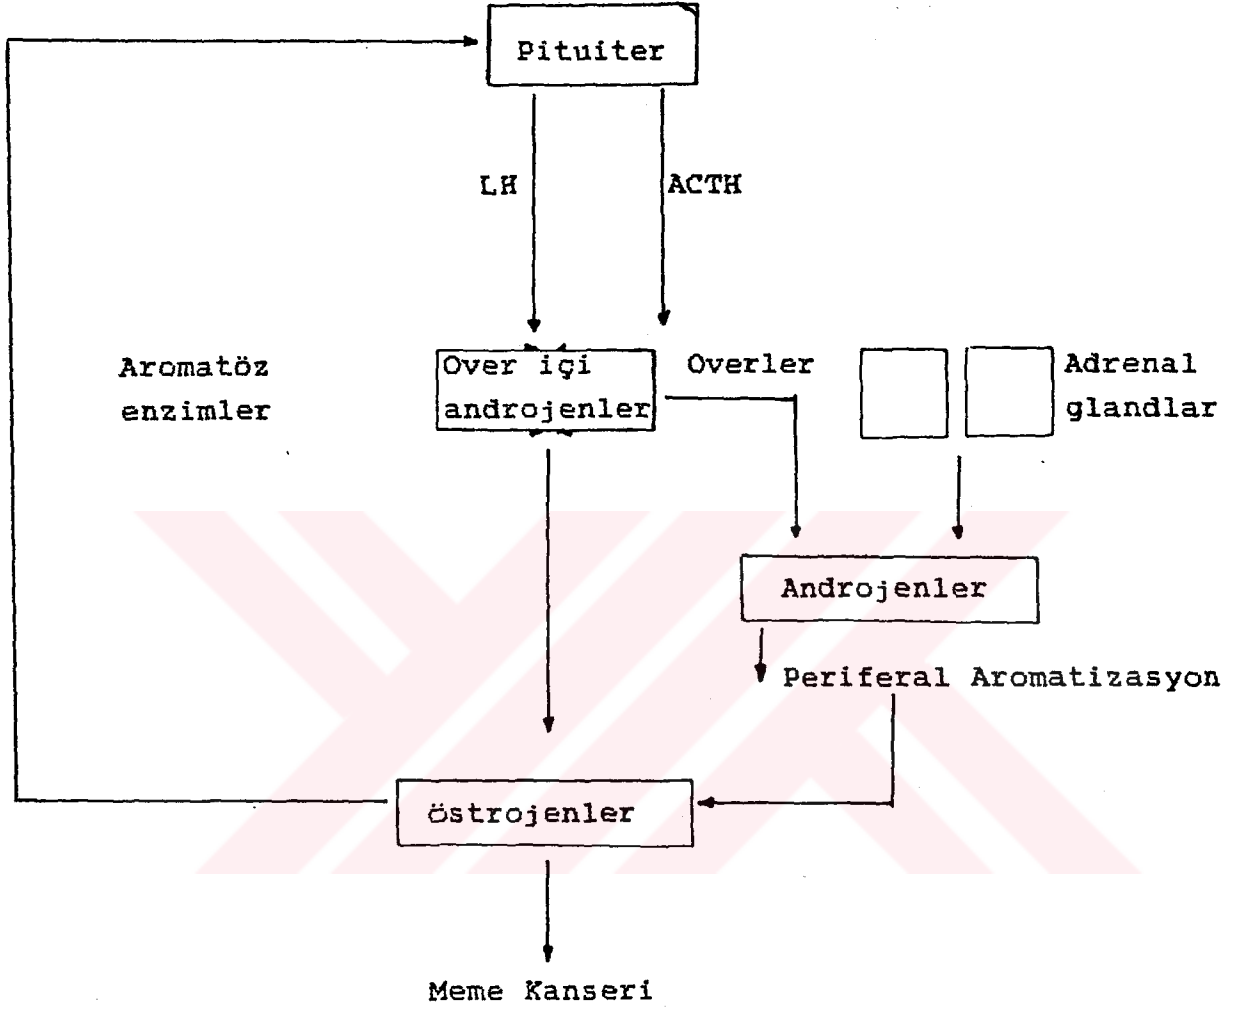 Pituiter
LH
ACTH
Aromatöz
enzimler
Over içi
androjenler
Overler
Adrenal
glandlar
Androjenler
Periferal Aromatizasyon
östrojenler
Meme Kanseri